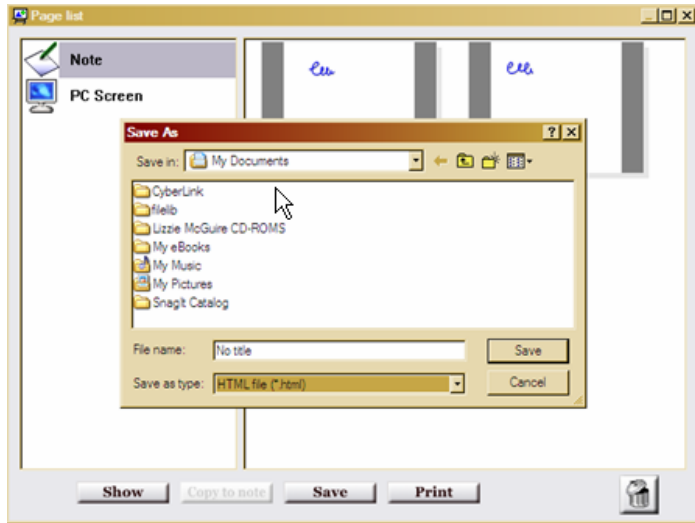 Page list
Note
PC Screen
Save As
Save in: My Documents
CyberLink
filelib
Lizzie McGuire CD-ROMS
My eBooks
My Music
My Pictures
SnagIt Catalog
File name: No title Save
Save as type: HTML file (*.html) Cancel
Show Copy to note Save Print